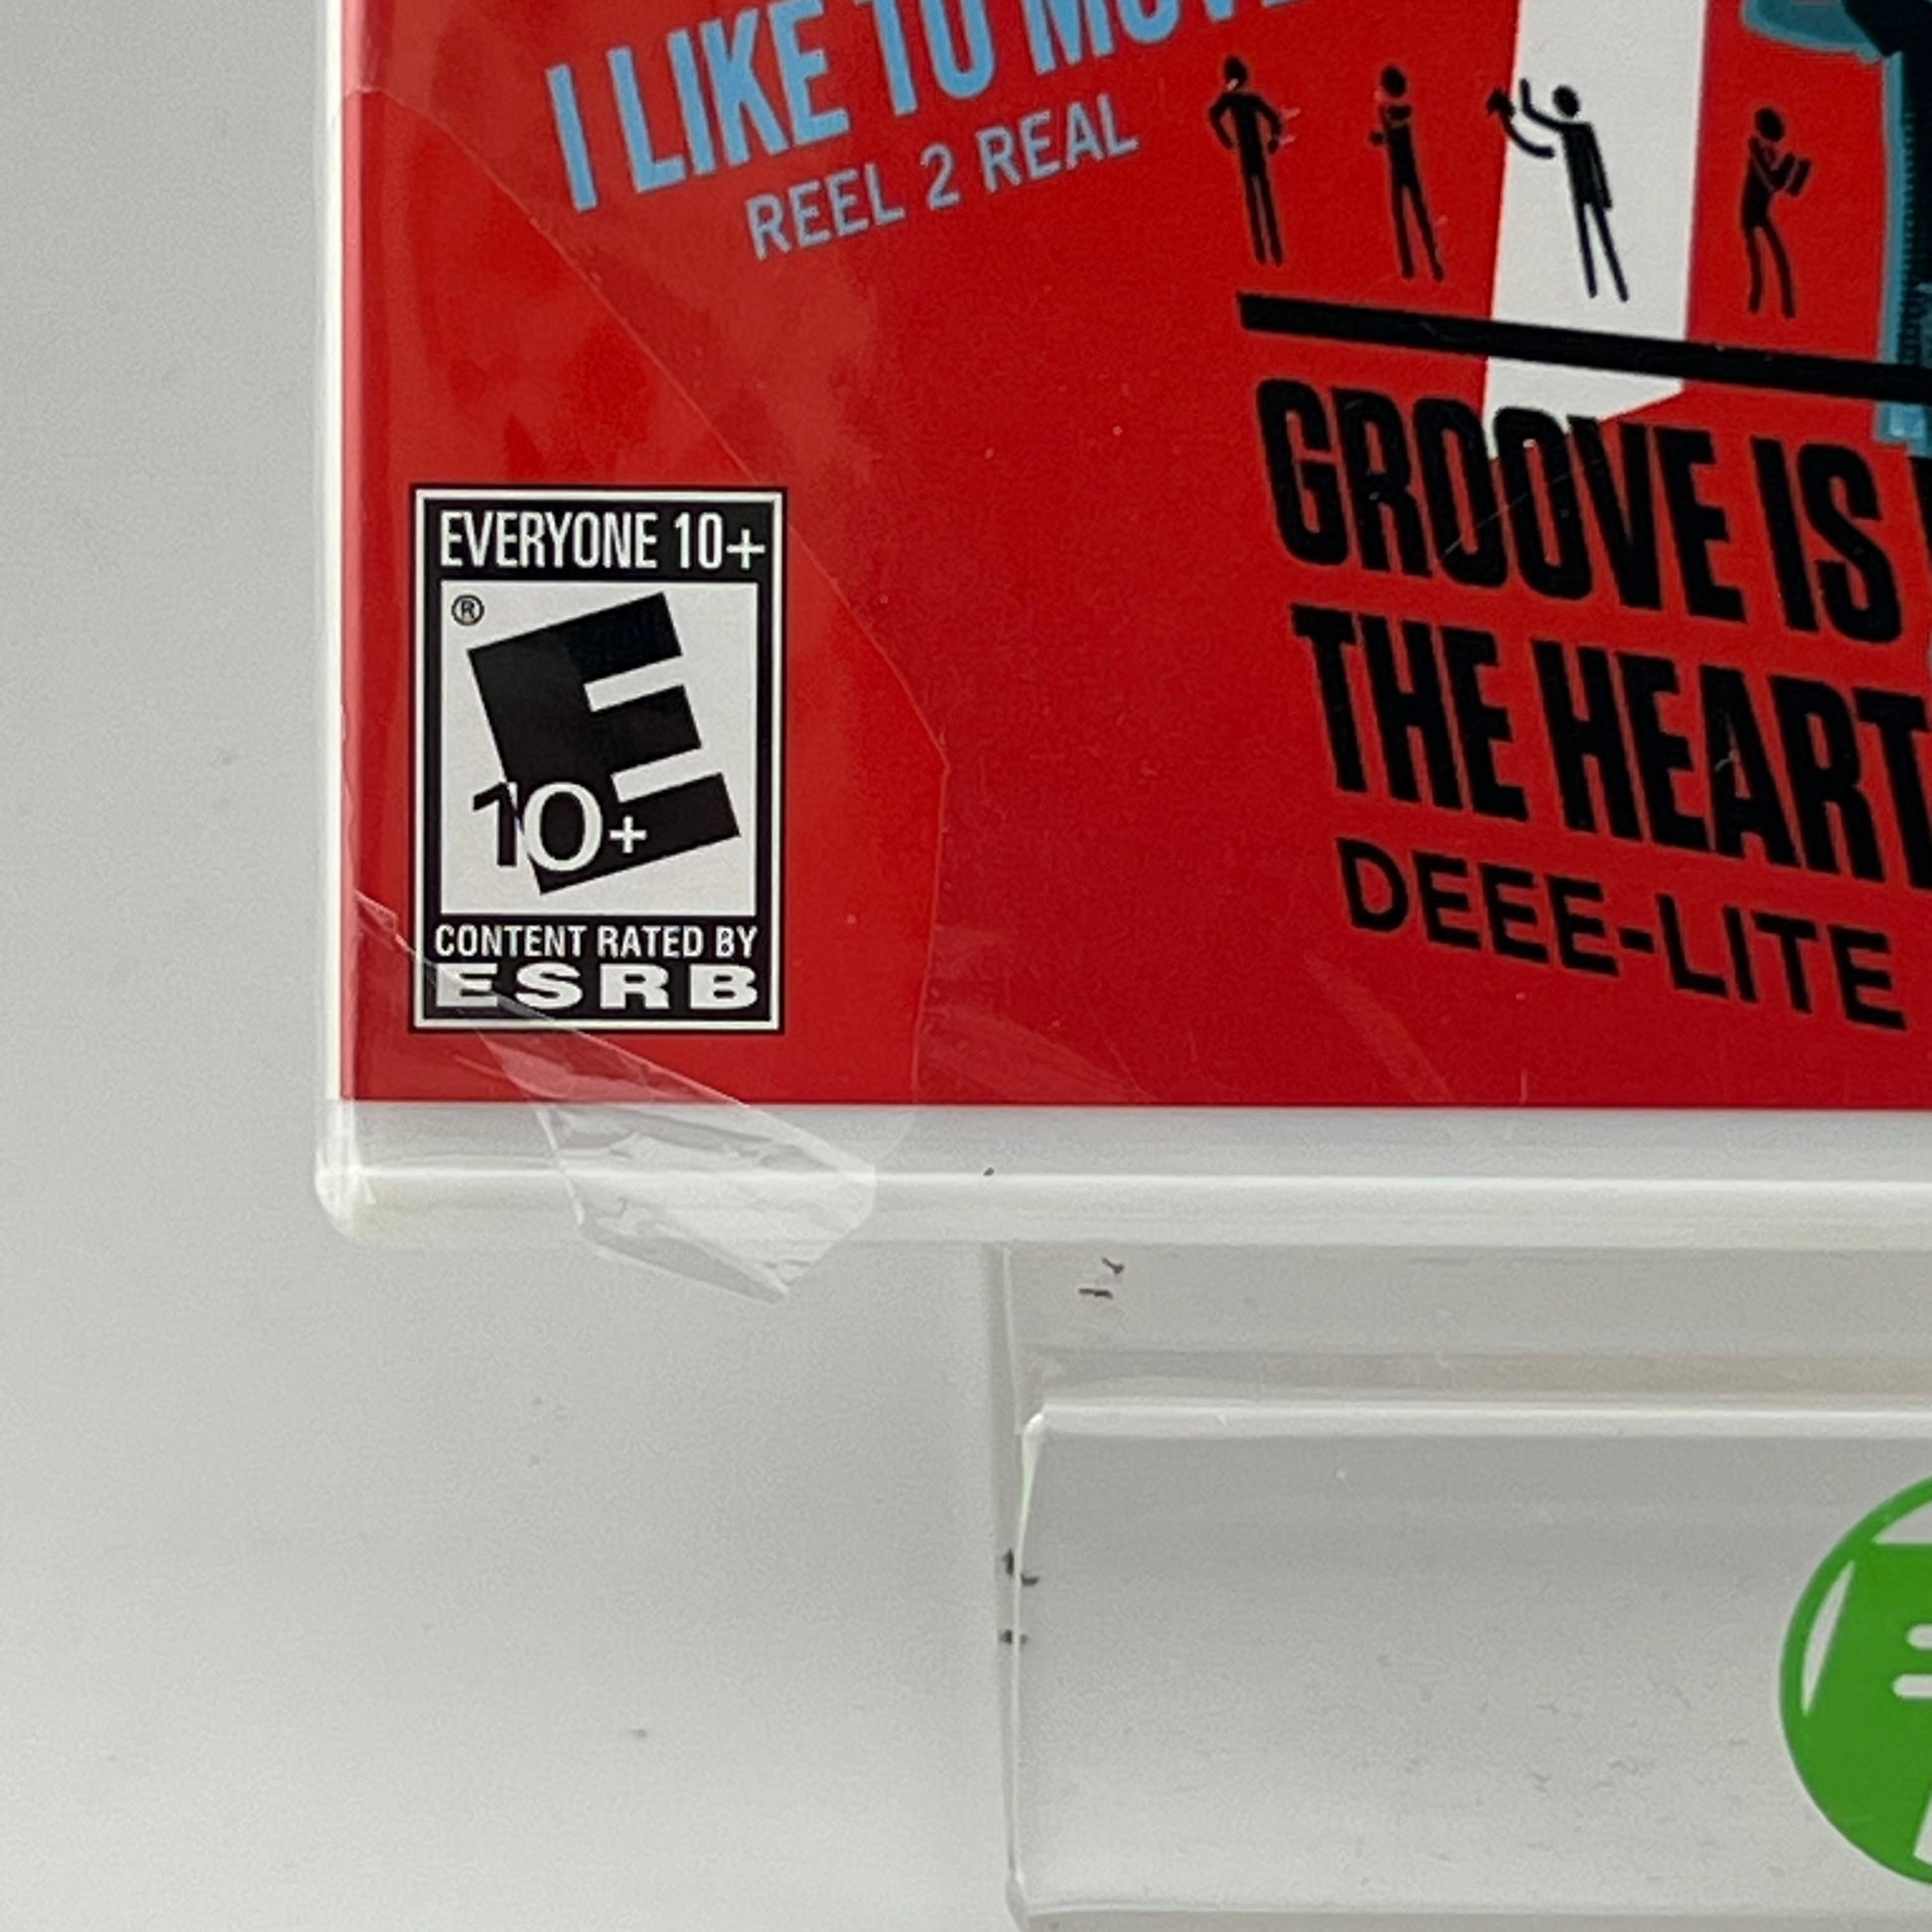 I LIKE TO MOVE
REEL 2 REAL
GROOVE IS
THE HEART
DEEE-LITE
EVERYONE 10+
®
E
10+
CONTENT RATED BY
ESRB